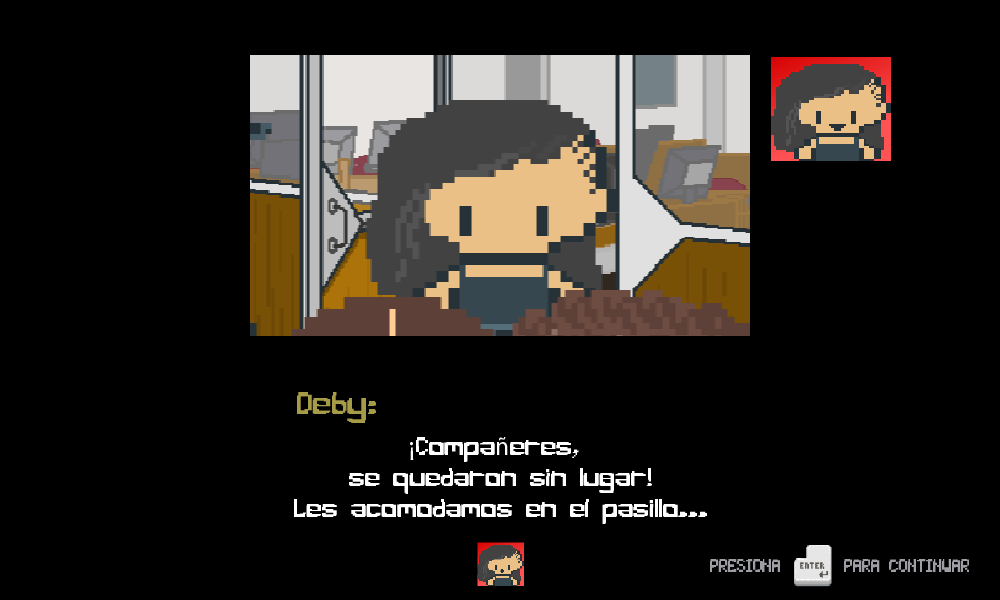 Deby:
¡Compañeres,
se quedaron sin lugar!
Les acomodamos en el pasillo...
PRESIONA ENTER PARA CONTINUAR